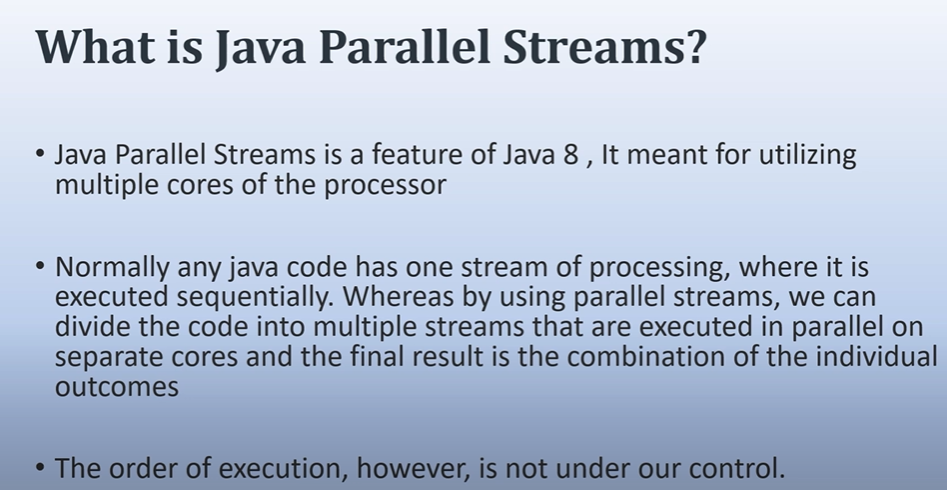 What is Java Parallel Streams?
• Java Parallel Streams is a feature of Java 8 , It meant for utilizing
multiple cores of the processor
• Normally any java code has one stream of processing, where it is
executed sequentially. Whereas by using parallel streams, we can
divide the code into multiple streams that are executed in parallel on
separate cores and the final result is the combination of the individual
outcomes
• The order of execution, however, is not under our control.